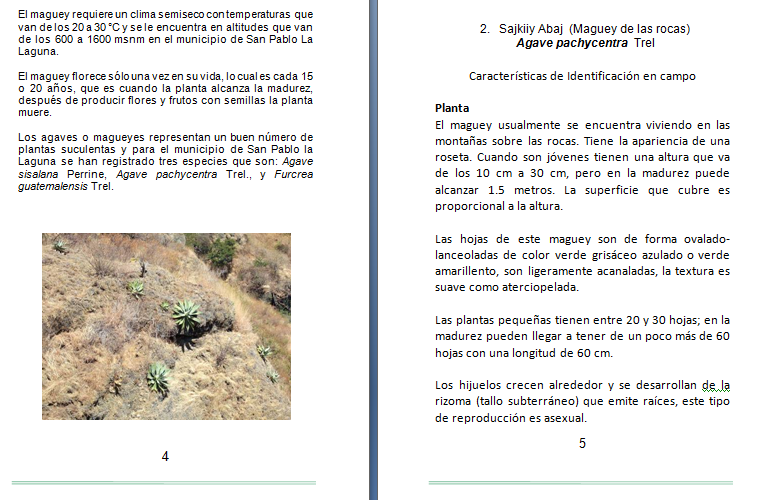 El maguey requiere un clima semiseco con temperaturas que
van de los 20 a 30 °C y se le encuentra en altitudes que van
de los 600 a 1600 msnm en el municipio de San Pablo La
Laguna.
El maguey florece sólo una vez en su vida, lo cual es cada 15
o 20 años, que es cuando la planta alcanza la madurez,
después de producir flores y frutos con semillas la planta
muere.
Los agaves o magueyes representan un buen número de
plantas suculentas y para el municipio de San Pablo la
Laguna se han registrado tres especies que son: Agave
sisalana Perrine, Agave pachycentra Trel., y Furcrea
guatemalensis Trel.
4
2. Sajkiiy Abaj (Maguey de las rocas)
Agave pachycentra Trel
Características de Identificación en campo
Planta
El maguey usualmente se encuentra viviendo en las
montañas sobre las rocas. Tiene la apariencia de una
roseta. Cuando son jóvenes tienen una altura que va
de los 10 cm a 30 cm, pero en la madurez puede
alcanzar 1.5 metros. La superficie que cubre es
proporcional a la altura.
Las hojas de este maguey son de forma ovalado-
lanceoladas de color verde grisáceo azulado o verde
amarillento, son ligeramente acanaladas, la textura es
suave como aterciopelada.
Las plantas pequeñas tienen entre 20 y 30 hojas; en la
madurez pueden llegar a tener de un poco más de 60
hojas con una longitud de 60 cm.
Los hijuelos crecen alrededor y se desarrollan de la
rizoma (tallo subterráneo) que emite raíces, este tipo
de reproducción es asexual.
5